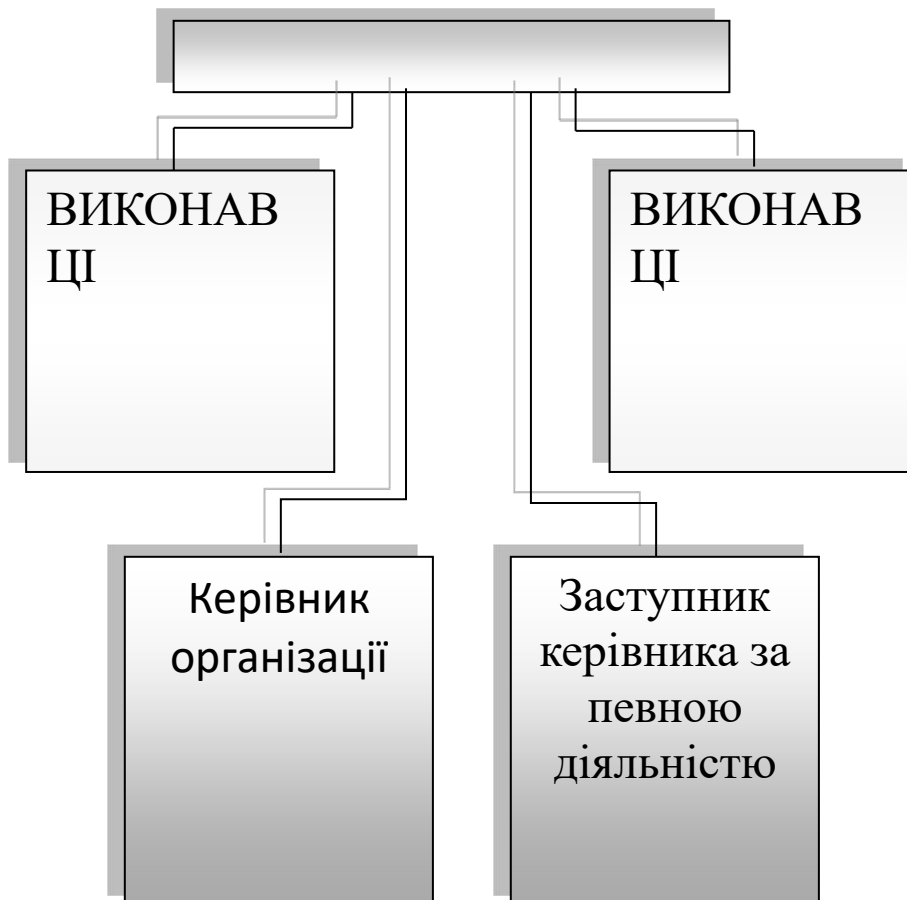 ВИКОНАВ
ЦІ
ВИКОНАВ
ЦІ
Керівник
організації
Заступник
керівника за
певною
діяльністю